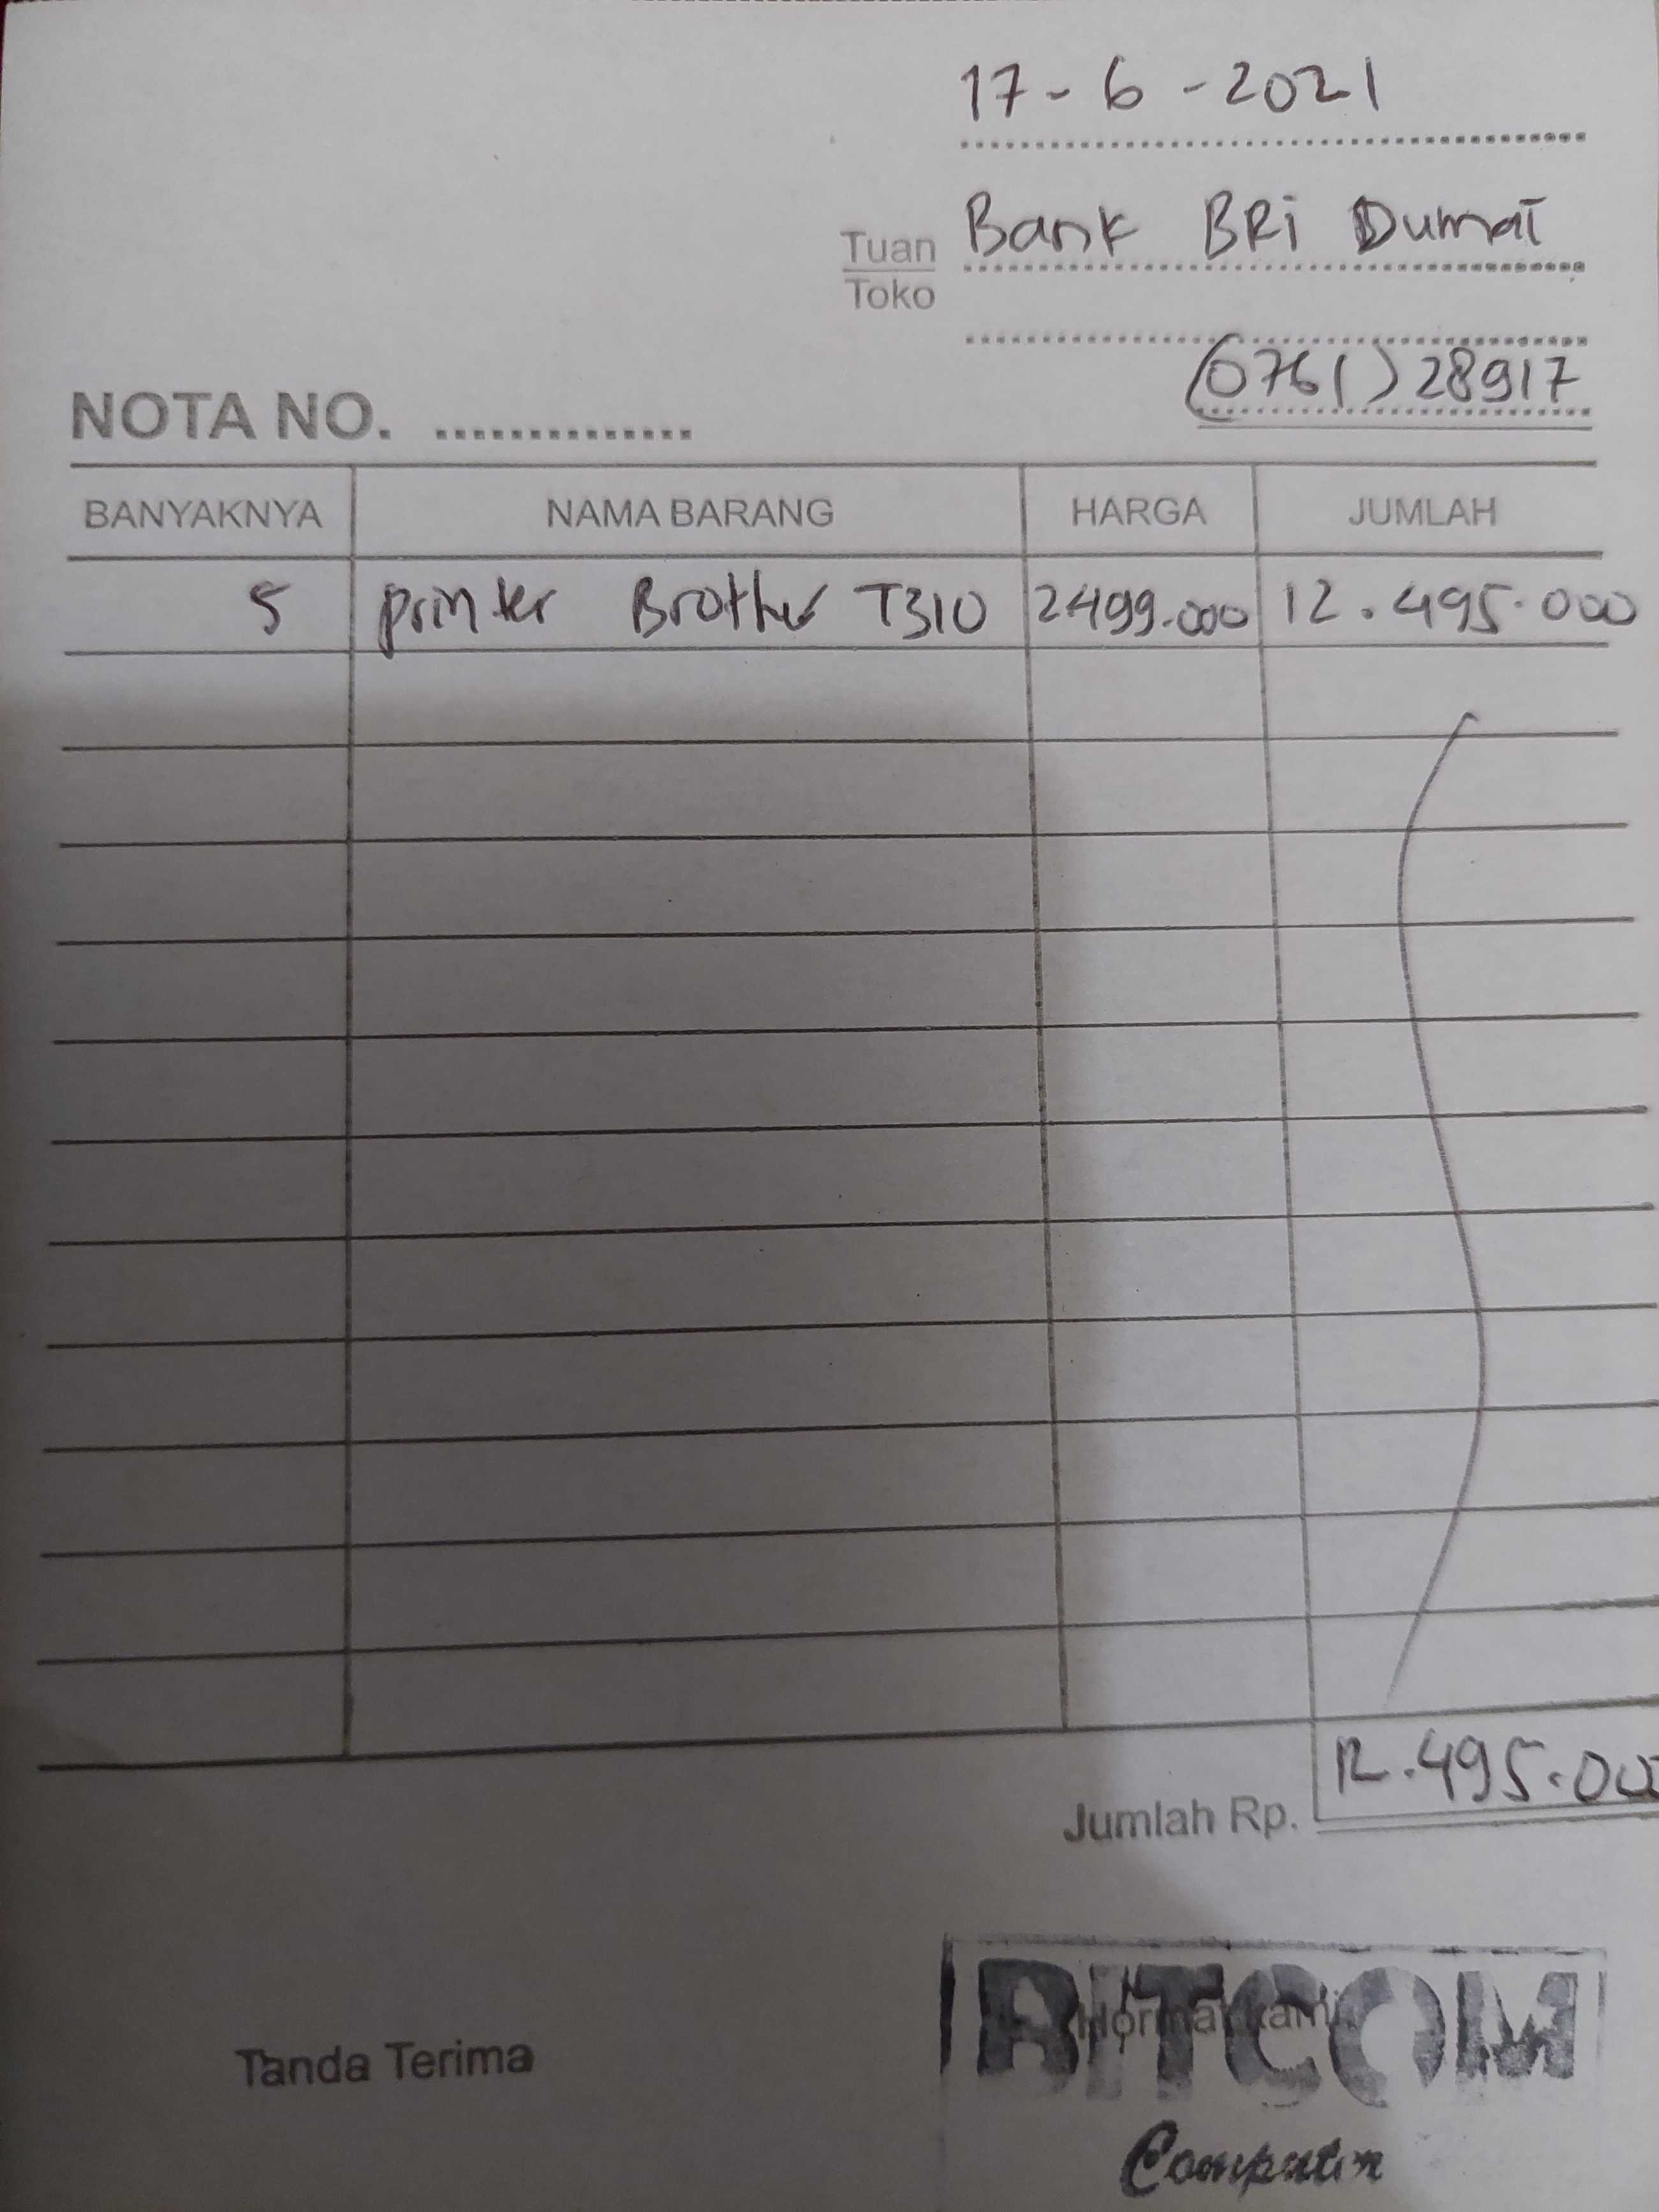 17-6-2021
Tuan Bank BRi Dumai
Toko
(0761) 28917
NOTA NO. ..............
BANYAKNYA NAMA BARANG HARGA JUMLAH
5 printer Brother T310 2499.000 12.495.000
Jumlah Rp. 12.495.000
Tanda Terima Hormat kami,
BITCOM
Computer